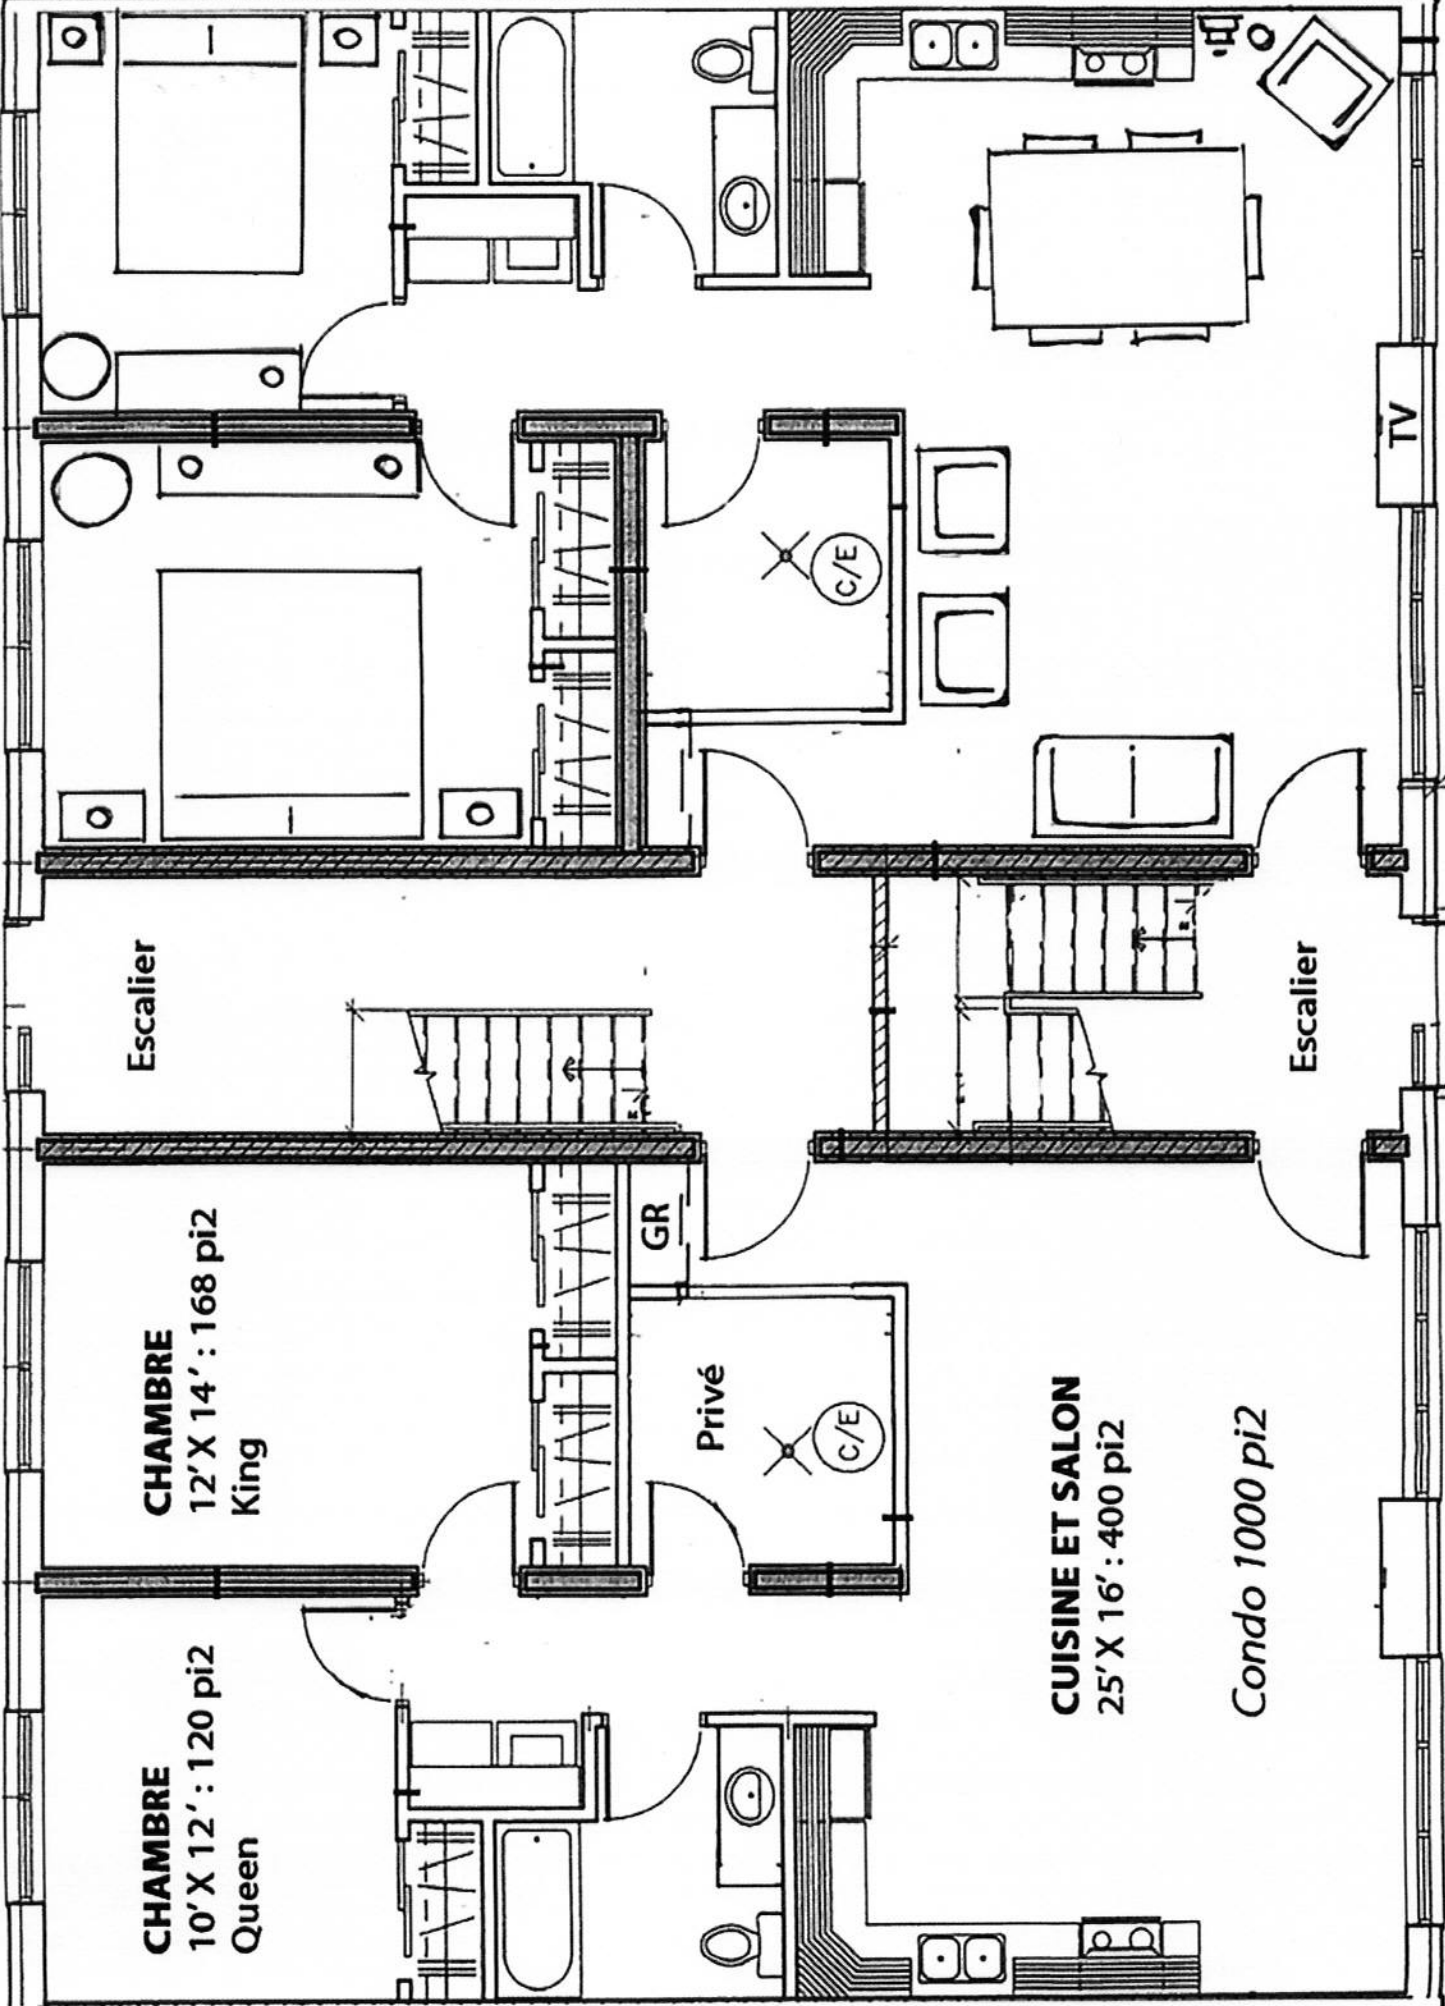 CHAMBRE
10'X 12' : 120 pi2
Queen
CHAMBRE
12'X 14' : 168 pi2
King
Escalier
GR
Privé
C/E
C/E
CUISINE ET SALON
25'X 16' : 400 pi2
Condo 1000 pi2
Escalier
TV